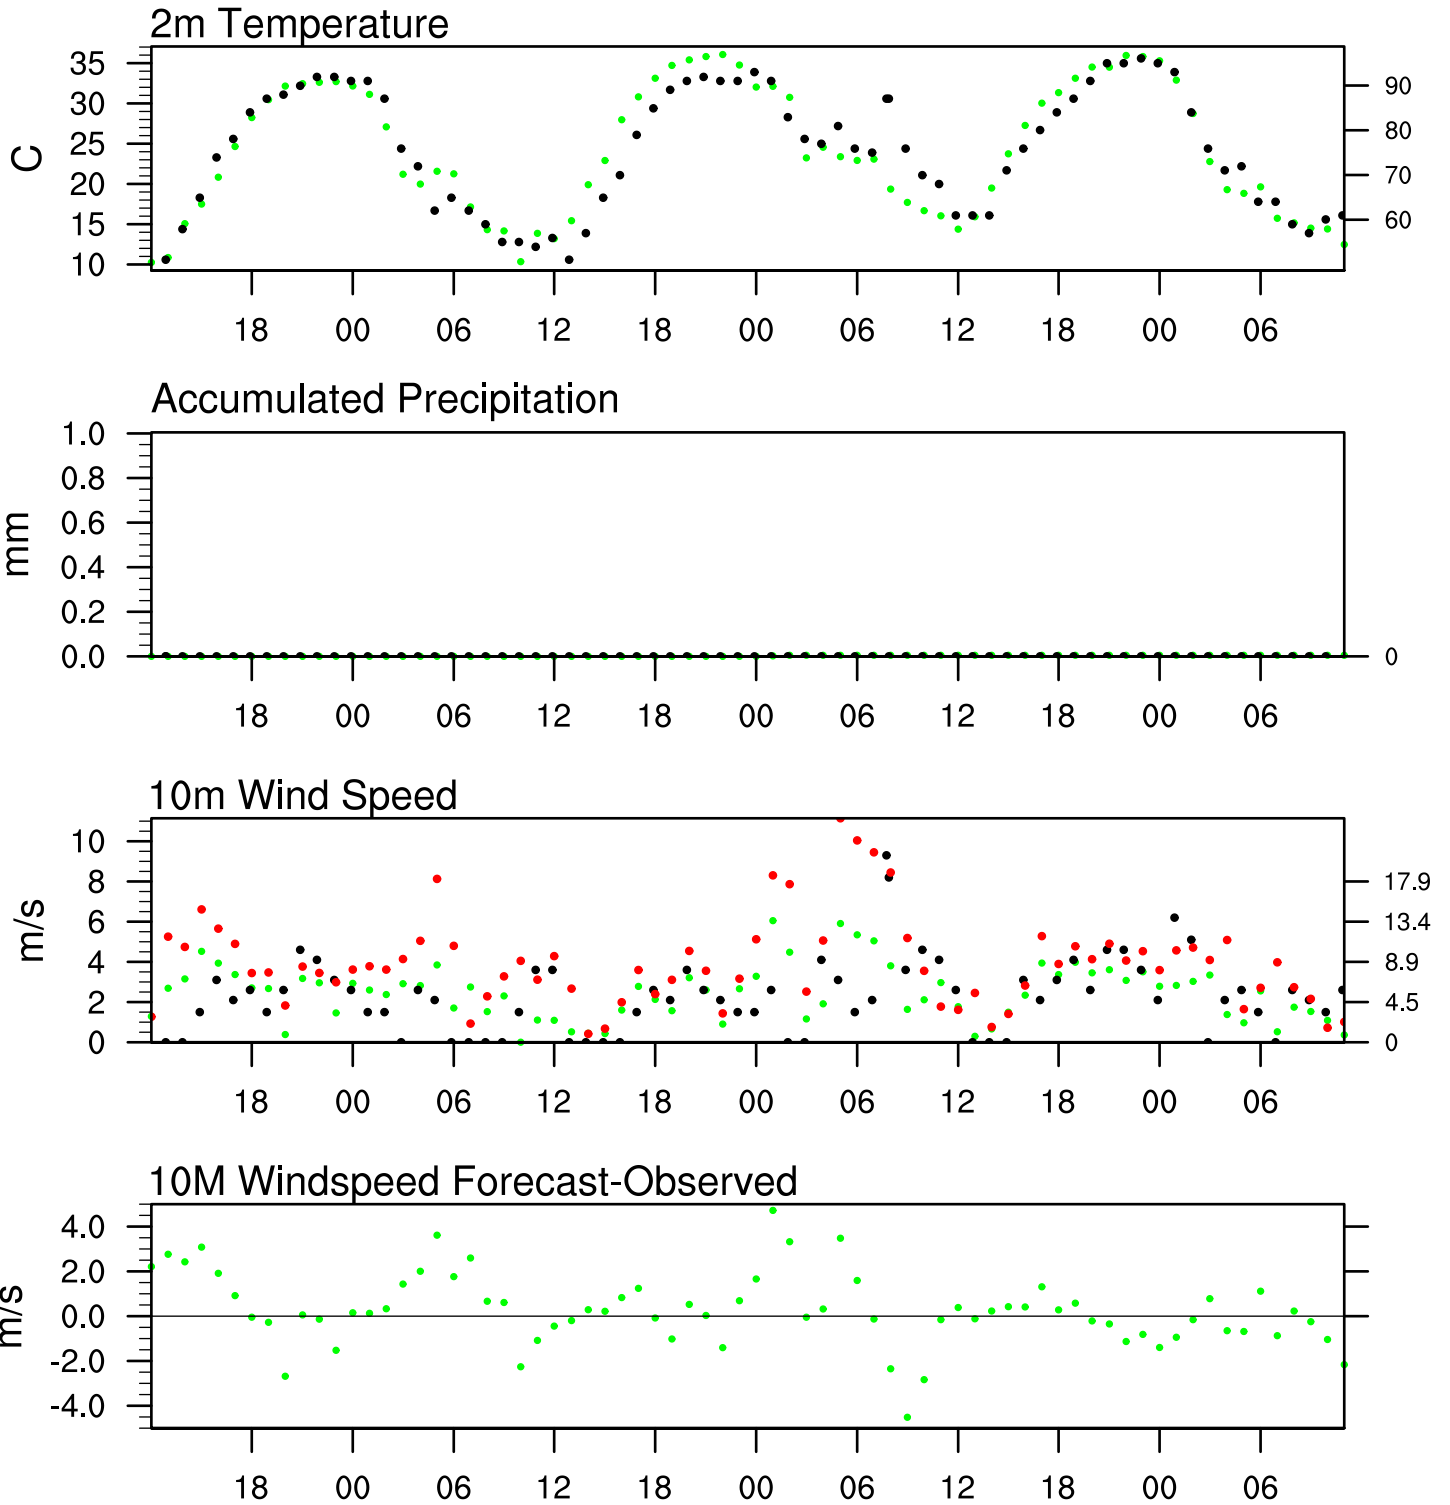 2m Temperature
35
30
25
20
15
10
C
90
80
70
60
18 00 06 12 18 00 06 12 18 00 06
Accumulated Precipitation
1.0
0.8
0.6
0.4
0.2
0.0
mm
0
18 00 06 12 18 00 06 12 18 00 06
10m Wind Speed
10
8
6
4
2
0
m/s
17.9
13.4
8.9
4.5
0
18 00 06 12 18 00 06 12 18 00 06
10M Windspeed Forecast-Observed
4.0
2.0
0.0
-2.0
-4.0
m/s
18 00 06 12 18 00 06 12 18 00 06